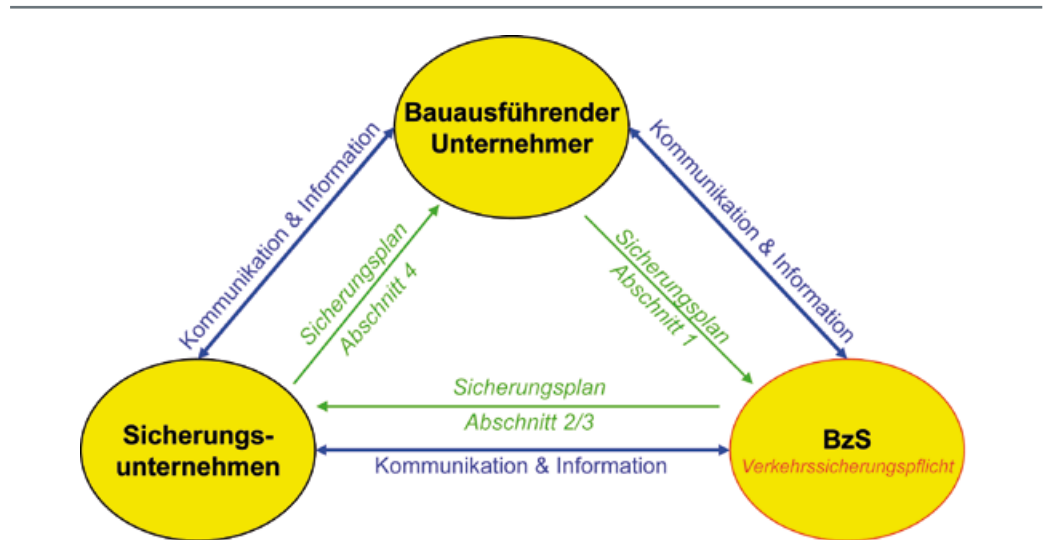 Bauausführender
Unternehmer
Kommunikation & Information
Kommunikation & Information
Sicherungsplan
Abschnitt 4
Sicherungsplan
Abschnitt 1
Sicherungsplan
Abschnitt 2/3
Kommunikation & Information
Sicherungs-
unternehmen
BzS
Verkehrssicherungspflicht